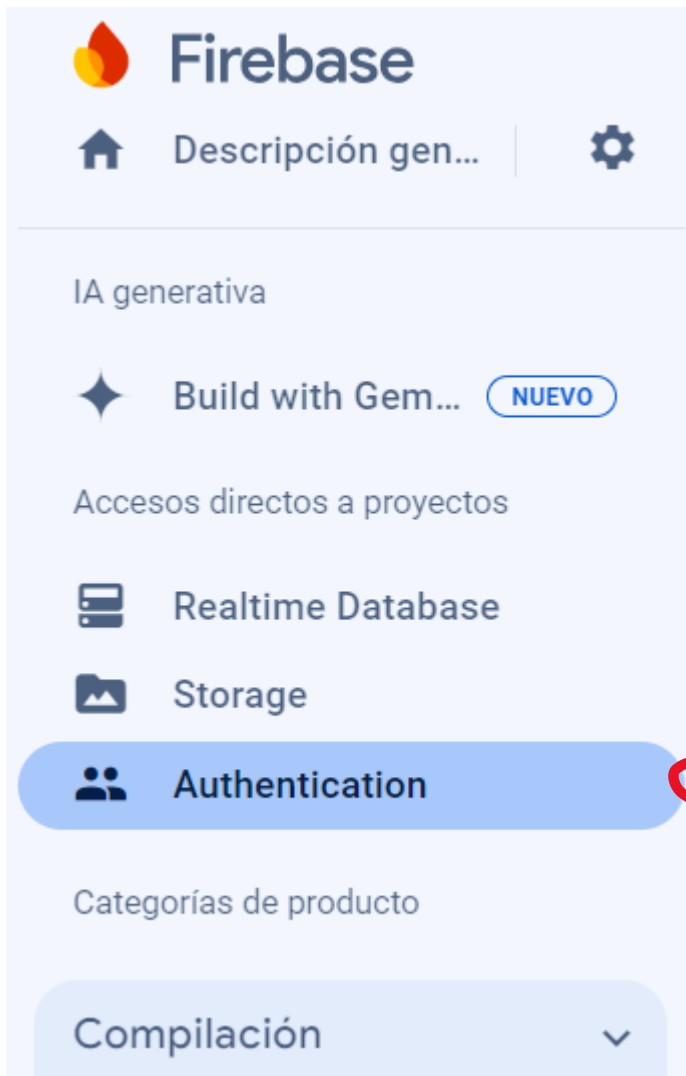 Firebase
Descripción gen...
IA generativa
Build with Gem... NUEVO
Accesos directos a proyectos
Realtime Database
Storage
Authentication
Categorías de producto
Compilación